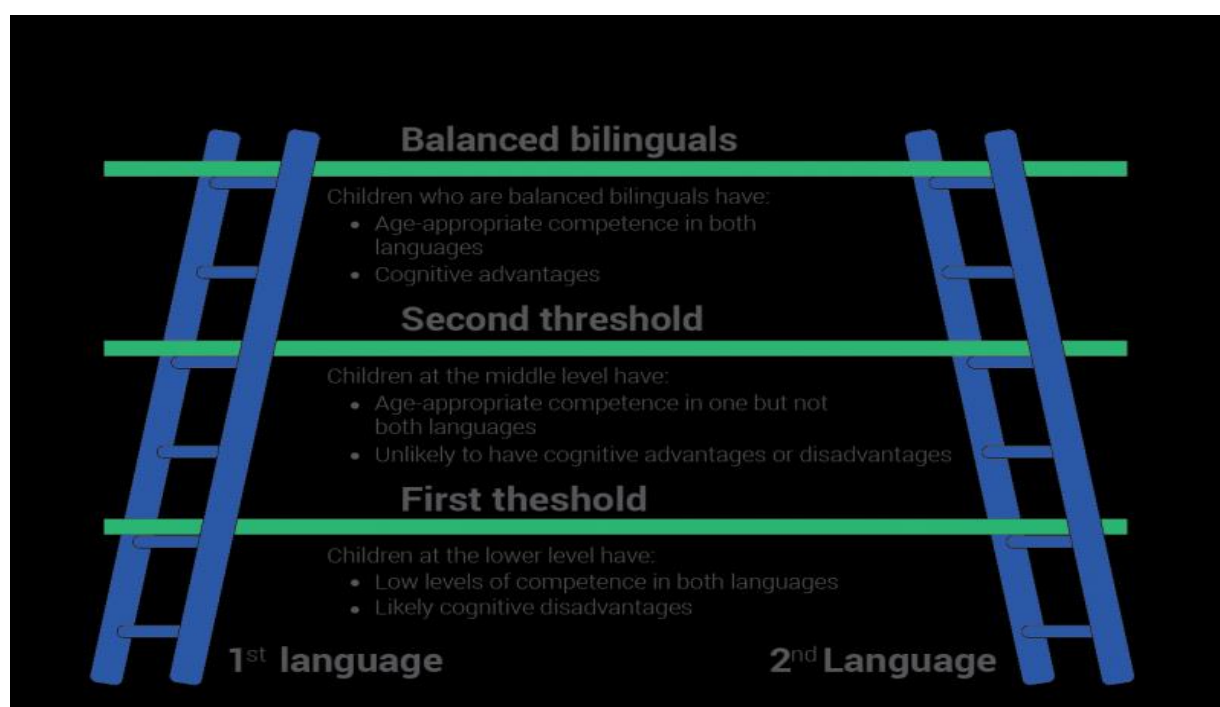 Balanced bilinguals
Children who are balanced bilinguals have:
• Age-appropriate competence in both
languages
• Cognitive advantages
Second threshold
Children at the middle level have:
• Age-appropriate competence in one but not
both languages
• Unlikely to have cognitive advantages or disadvantages
First theshold
Children at the lower level have:
• Low levels of competence in both languages
• Likely cognitive disadvantages
1st language
2nd Language